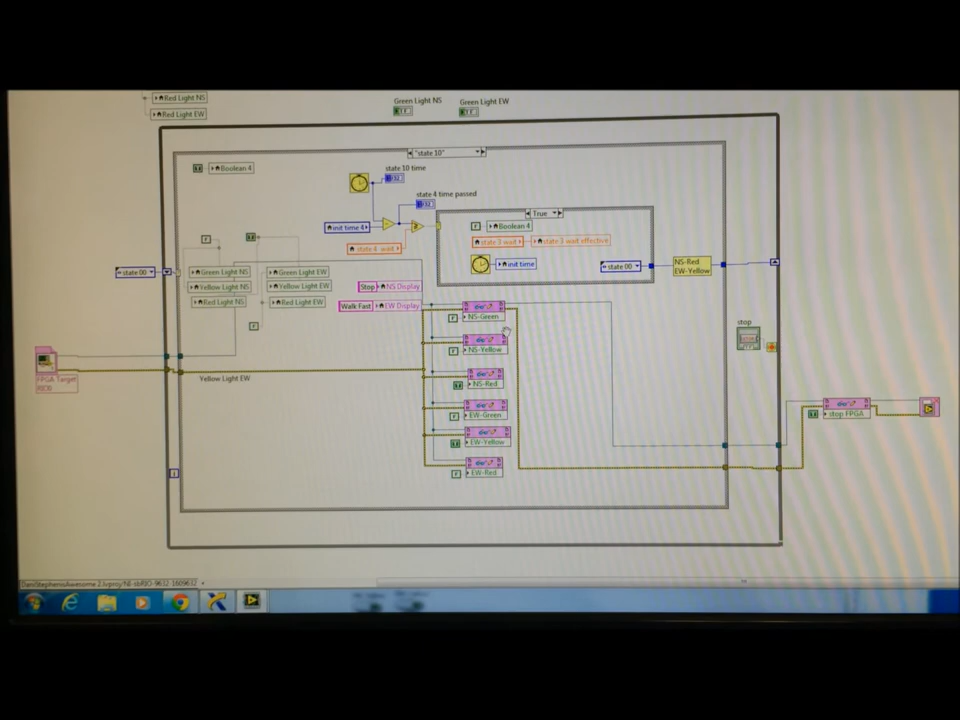 Red Light NS
Red Light EW
Green Light NS
Green Light EW
"state 10"
Boolean 4
state 10 time
state 4 time passed
init time 4
state 4 wait
True
Boolean 4
state 3 wait
state 3 wait effective
init time
state 00
NS-Red
EW-Yellow
state 00
Green Light NS
Yellow Light NS
Red Light NS
Green Light EW
Yellow Light EW
Red Light EW
Stop
NS Display
Walk Fast
EW Display
NS-Green
NS-Yellow
NS-Red
EW-Green
EW-Yellow
EW-Red
stop
FPGA Target
RIO0
Yellow Light EW
stop FPGA